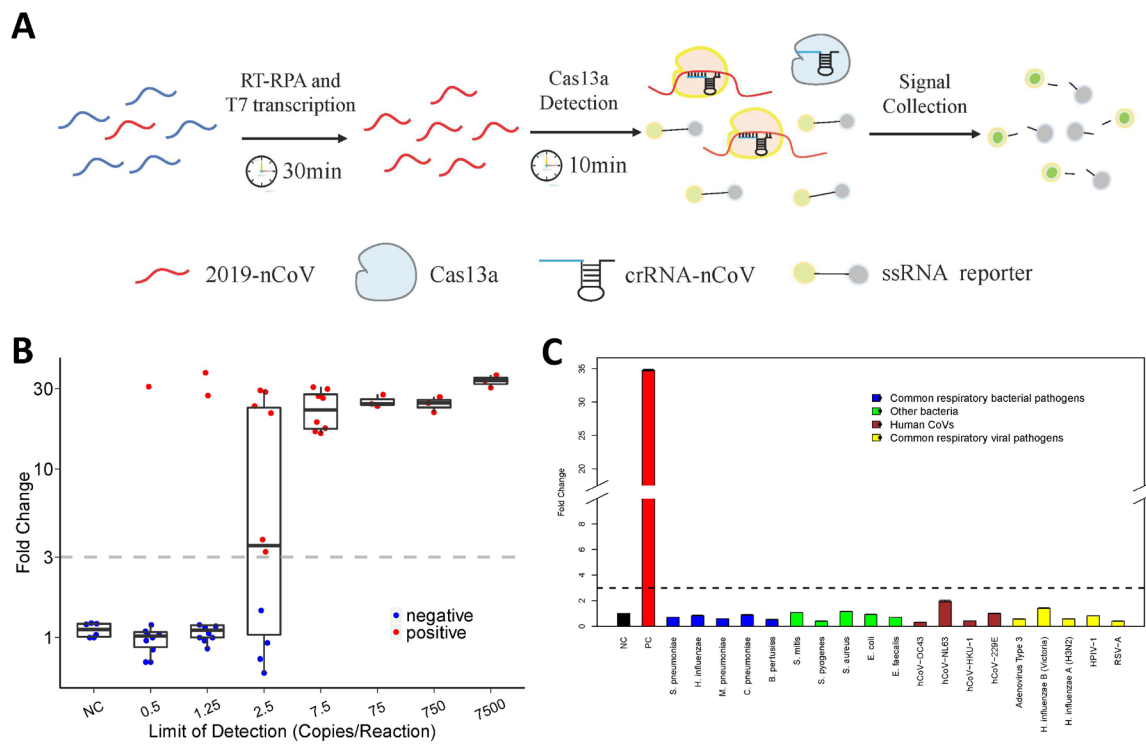 A
RT-RPA and
T7 transcription
30min
Cas13a
Detection
10min
Signal
Collection
2019-nCoV
Cas13a
crRNA-nCoV
ssRNA reporter
B
Fold Change
30
10
3
1
negative
positive
NC
0.5
1.25
2.5
7.5
75
750
7500
Limit of Detection (Copies/Reaction)
C
Fold Change
35
30
25
20
8
6
4
2
0
Common respiratory bacterial pathogens
Other bacteria
Human CoVs
Common respiratory viral pathogens
NC
PC
S. pneumoniae
H. influenzae
M. pneumoniae
C. pneumoniae
B. pertusiss
S. mitis
S. pyogenes
S. aureus
E. coli
E. faecalis
hCoV-OC43
hCoV-NL63
hCoV-HKU-1
hCoV-229E
Adenovirus Type 3
H. influenzae B (Victoria)
H. influenzae A (H3N2)
HPIV-1
RSV-A